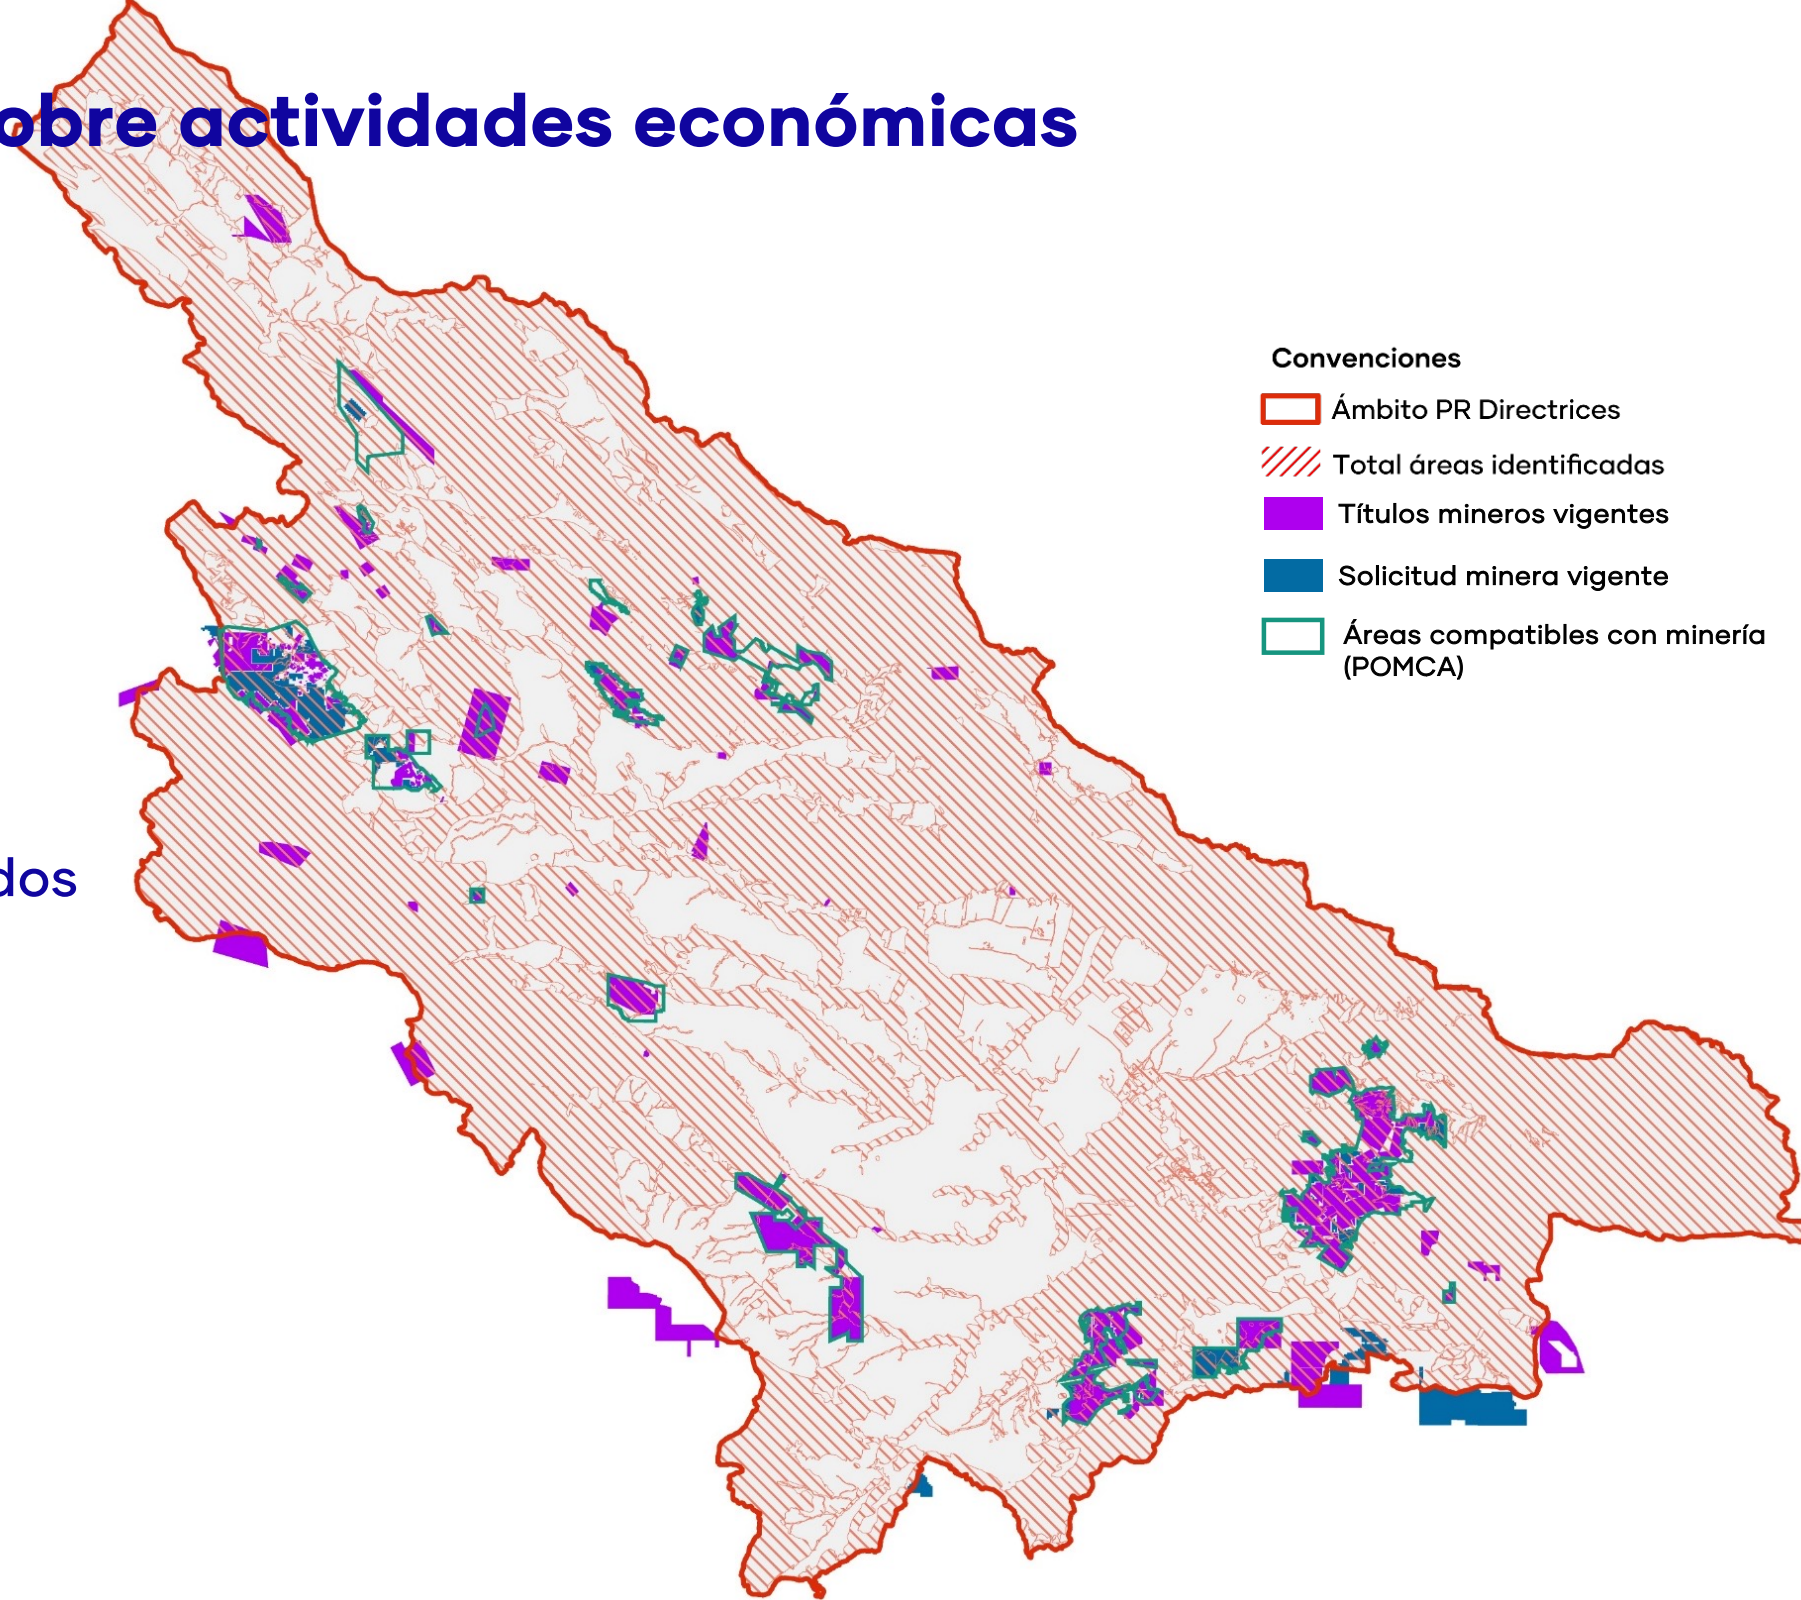 obre actividades económicas
Convenciones
Ámbito PR Directrices
Total áreas identificadas
Títulos mineros vigentes
Solicitud minera vigente
Áreas compatibles con minería
(POMCA)
dos